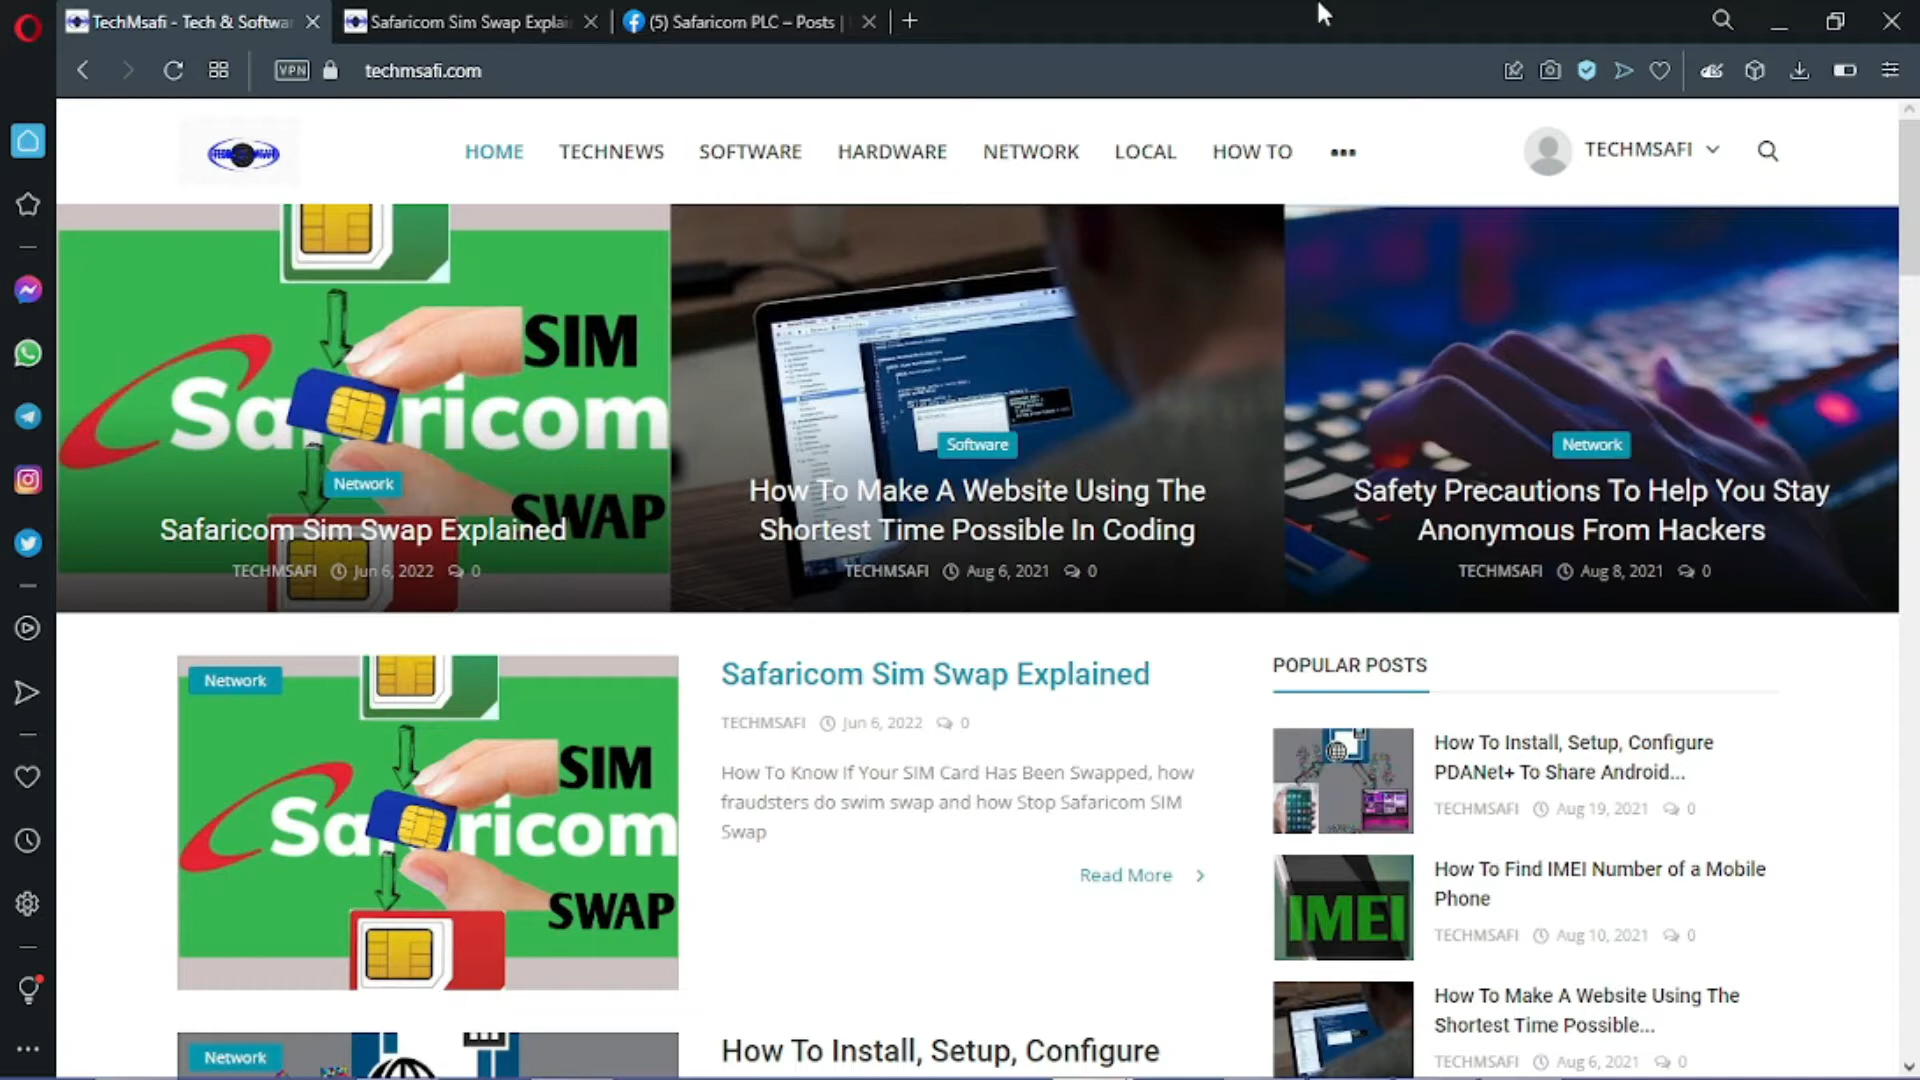 TechMsafi - Tech & Softwar
Safaricom Sim Swap Explai
(5) Safaricom PLC – Posts |
VPN
techmsafi.com
HOME
TECHNEWS
SOFTWARE
HARDWARE
NETWORK
LOCAL
HOW TO
TECHMSAFI
SIM
Safaricom
SWAP
Network
Safaricom Sim Swap Explained
TECHMSAFI Jun 6, 2022 0
Software
How To Make A Website Using The
Shortest Time Possible In Coding
TECHMSAFI Aug 6, 2021 0
Network
Safety Precautions To Help You Stay
Anonymous From Hackers
TECHMSAFI Aug 8, 2021 0
Network
SIM
Safaricom
SWAP
Safaricom Sim Swap Explained
TECHMSAFI Jun 6, 2022 0
How To Know If Your SIM Card Has Been Swapped, how
fraudsters do swim swap and how Stop Safaricom SIM
Swap
Read More
Network
How To Install, Setup, Configure
POPULAR POSTS
How To Install, Setup, Configure
PDANet+ To Share Android...
TECHMSAFI Aug 19, 2021 0
IMEI
How To Find IMEI Number of a Mobile
Phone
TECHMSAFI Aug 10, 2021 0
How To Make A Website Using The
Shortest Time Possible...
TECHMSAFI Aug 6, 2021 0